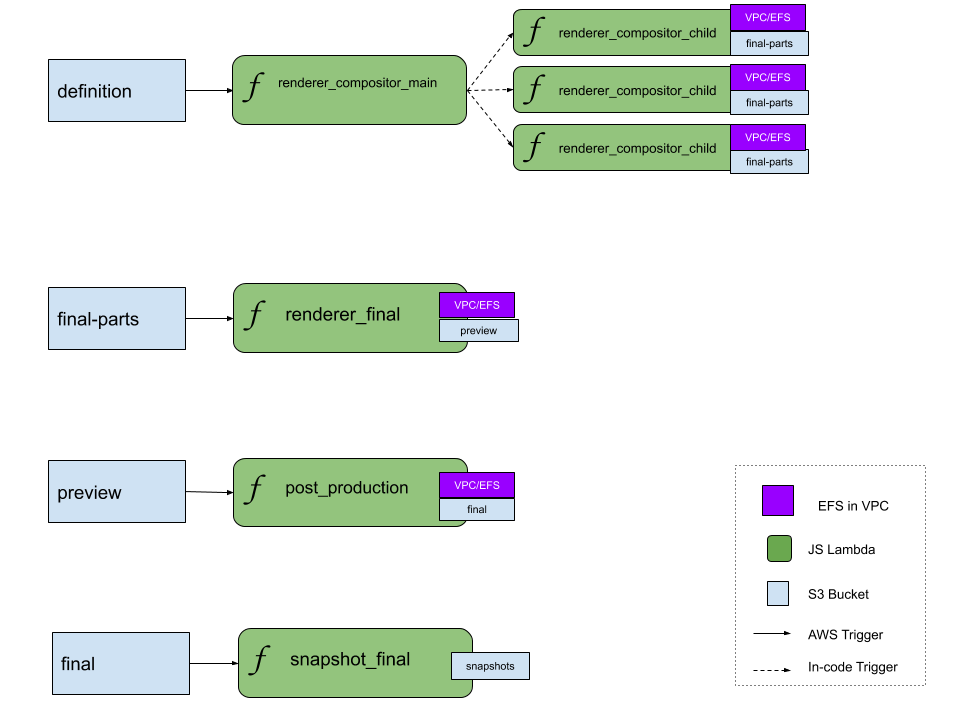 VPC/EFS
ƒ renderer_compositor_child
final-parts
definition
ƒ renderer_compositor_main
VPC/EFS
ƒ renderer_compositor_child
final-parts
VPC/EFS
ƒ renderer_compositor_child
final-parts
final-parts
ƒ renderer_final
VPC/EFS
preview
preview
ƒ post_production
VPC/EFS
final
final
ƒ snapshot_final
snapshots
EFS in VPC
JS Lambda
S3 Bucket
AWS Trigger
In-code Trigger